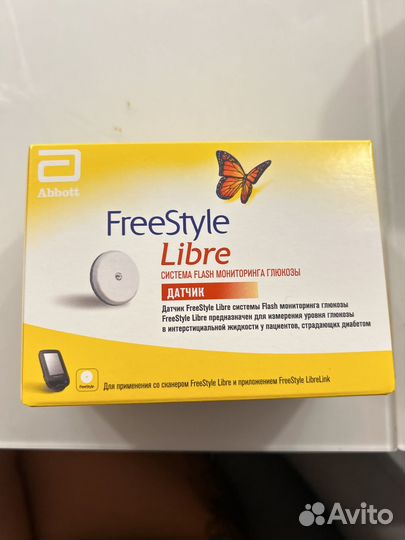 Abbott
FreeStyle
Libre
СИСТЕМА FLASH МОНИТОРИНГА ГЛЮКОЗЫ
ДАТЧИК
Датчик FreeStyle Libre системы Flash мониторинга глюкозы
FreeStyle Libre предназначен для измерения уровня глюкозы
в интерстициальной жидкости у пациентов, страдающих диабетом
FreeStyle
Для применения со сканером FreeStyle Libre и приложением FreeStyle LibreLink
Avito